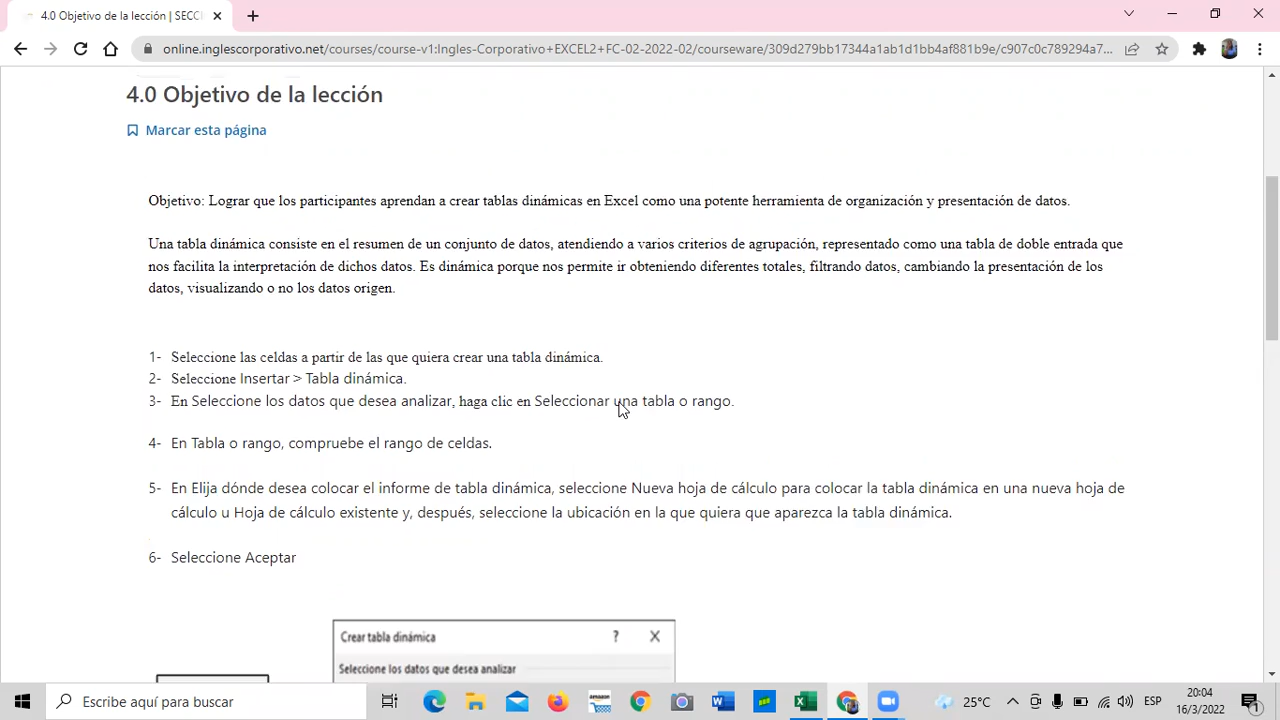 4.0 Objetivo de la lección | SECCI
online.inglescorporativo.net/courses/course-v1:Ingles-Corporativo+EXCEL2+FC-02-2022-02/courseware/309d279bb17344a1ab1d1bb4af881b9e/c907c0c789294a7...
4.0 Objetivo de la lección
Marcar esta página
Objetivo: Lograr que los participantes aprendan a crear tablas dinámicas en Excel como una potente herramienta de organización y presentación de datos.
Una tabla dinámica consiste en el resumen de un conjunto de datos, atendiendo a varios criterios de agrupación, representado como una tabla de doble entrada que
nos facilita la interpretación de dichos datos. Es dinámica porque nos permite ir obteniendo diferentes totales, filtrando datos, cambiando la presentación de los
datos, visualizando o no los datos origen.
1- Seleccione las celdas a partir de las que quiera crear una tabla dinámica.
2- Seleccione Insertar > Tabla dinámica.
3- En Seleccione los datos que desea analizar, haga clic en Seleccionar una tabla o rango.
4- En Tabla o rango, compruebe el rango de celdas.
5- En Elija dónde desea colocar el informe de tabla dinámica, seleccione Nueva hoja de cálculo para colocar la tabla dinámica en una nueva hoja de
cálculo u Hoja de cálculo existente y, después, seleccione la ubicación en la que quiera que aparezca la tabla dinámica.
6- Seleccione Aceptar
Crear tabla dinámica ? X
Seleccione los datos que desea analizar
Escribe aquí para buscar
25°C
ESP
20:04
16/3/2022